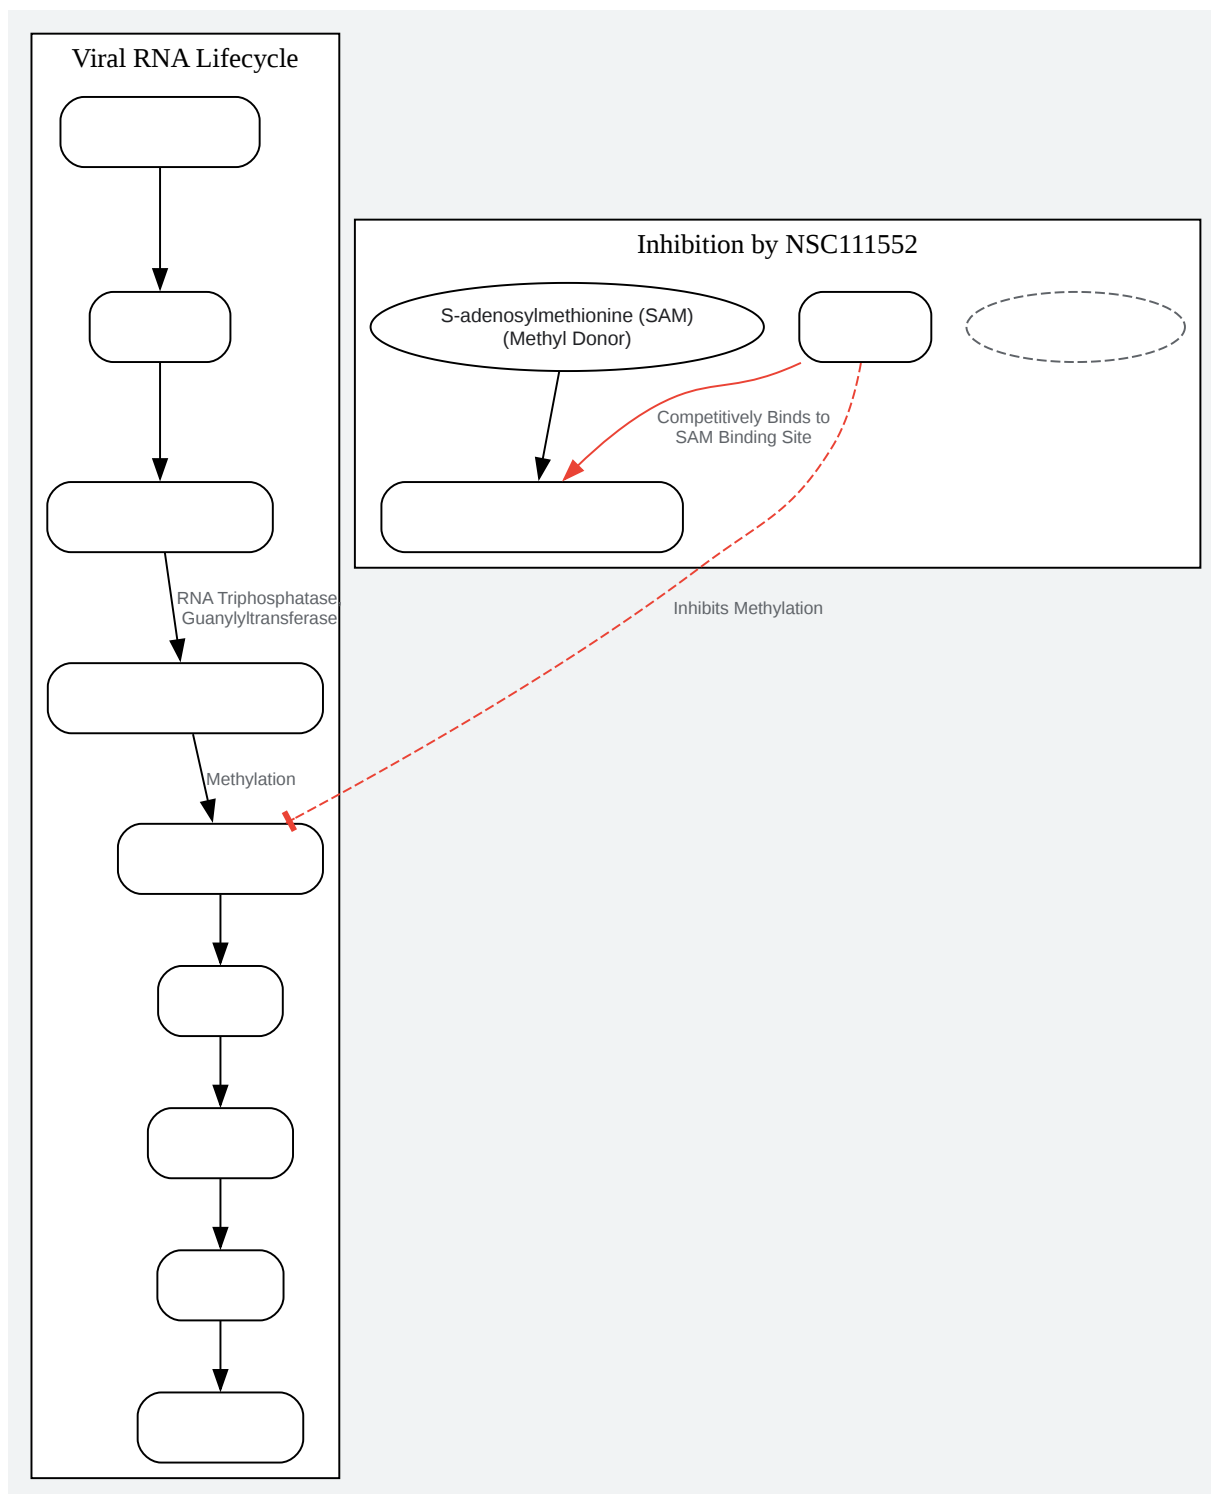 Viral RNA Lifecycle
Inhibition by NSC111552
S-adenosylmethionine (SAM)
(Methyl Donor)
Competitively Binds to
SAM Binding Site
RNA Triphosphatase,
Guanylyltransferase
Inhibits Methylation
Methylation